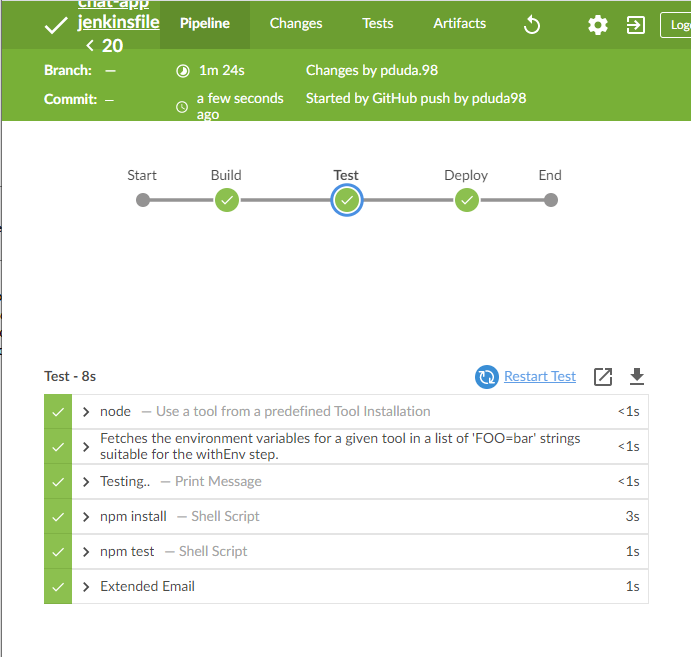 chat-app
jenkinsfile
< 20
Pipeline
Changes
Tests
Artifacts
Branch: —
1m 24s
Changes by pduda.98
Commit: —
a few seconds
ago
Started by GitHub push by pduda98
Start
Build
Test
Deploy
End
Test - 8s
Restart Test
node — Use a tool from a predefined Tool Installation <1s
Fetches the environment variables for a given tool in a list of 'FOO=bar' strings
suitable for the withEnv step. <1s
Testing.. — Print Message <1s
npm install — Shell Script 3s
npm test — Shell Script 1s
Extended Email 1s